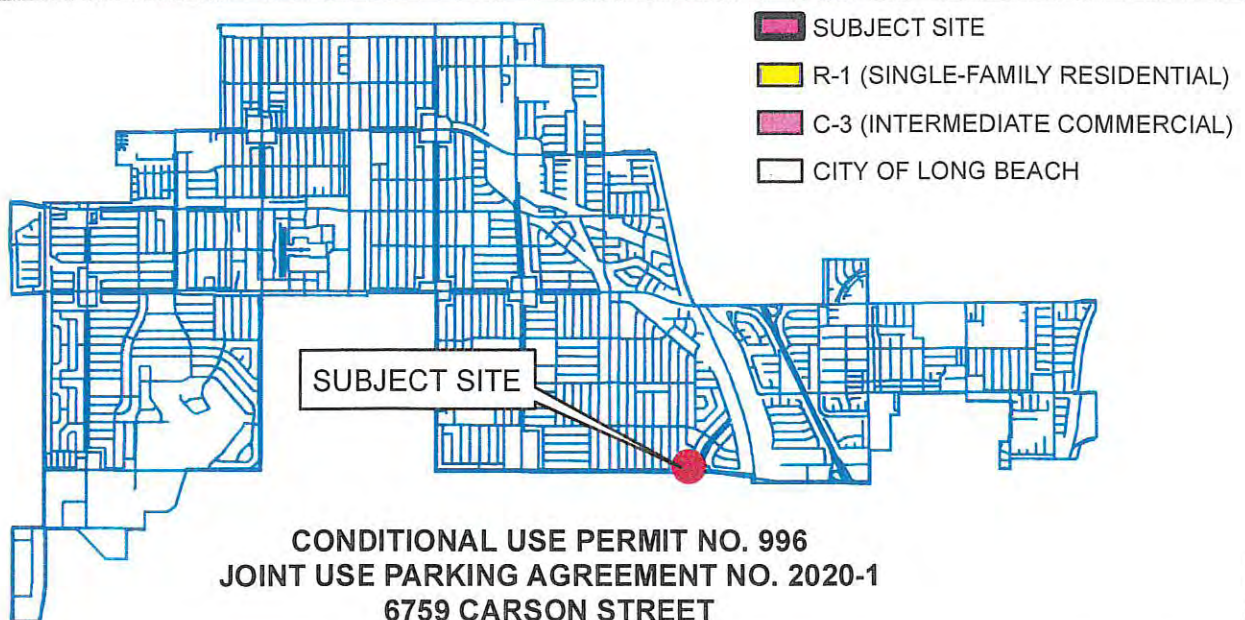 SUBJECT SITE
R-1 (SINGLE-FAMILY RESIDENTIAL)
C-3 (INTERMEDIATE COMMERCIAL)
CITY OF LONG BEACH
SUBJECT SITE
CONDITIONAL USE PERMIT NO. 996
JOINT USE PARKING AGREEMENT NO. 2020-1
6759 CARSON STREET